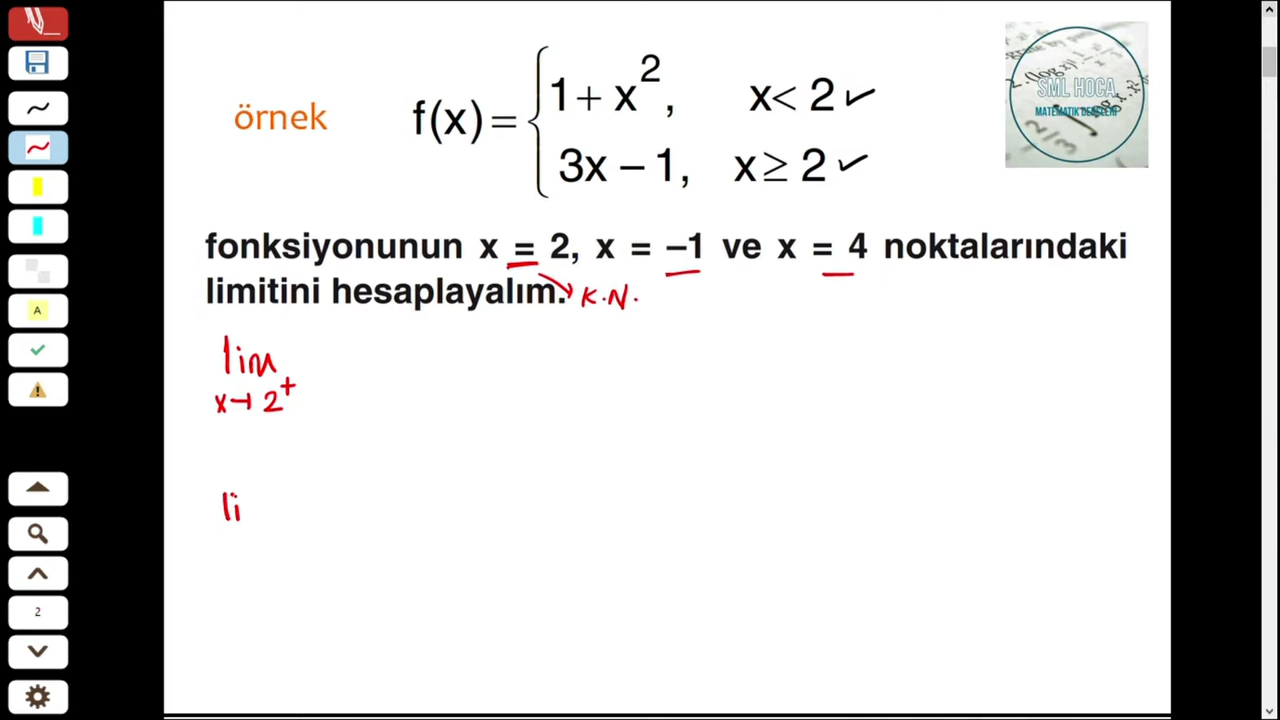 örnek
f(x) = { 1 + x², x < 2 ✓
3x − 1, x ≥ 2 ✓
SML HOCA
MATEMATİK DERSLERİ
fonksiyonunun x = 2, x = −1 ve x = 4 noktalarındaki
limitini hesaplayalım.
K.N.
lim
x→2⁺
li
A
2